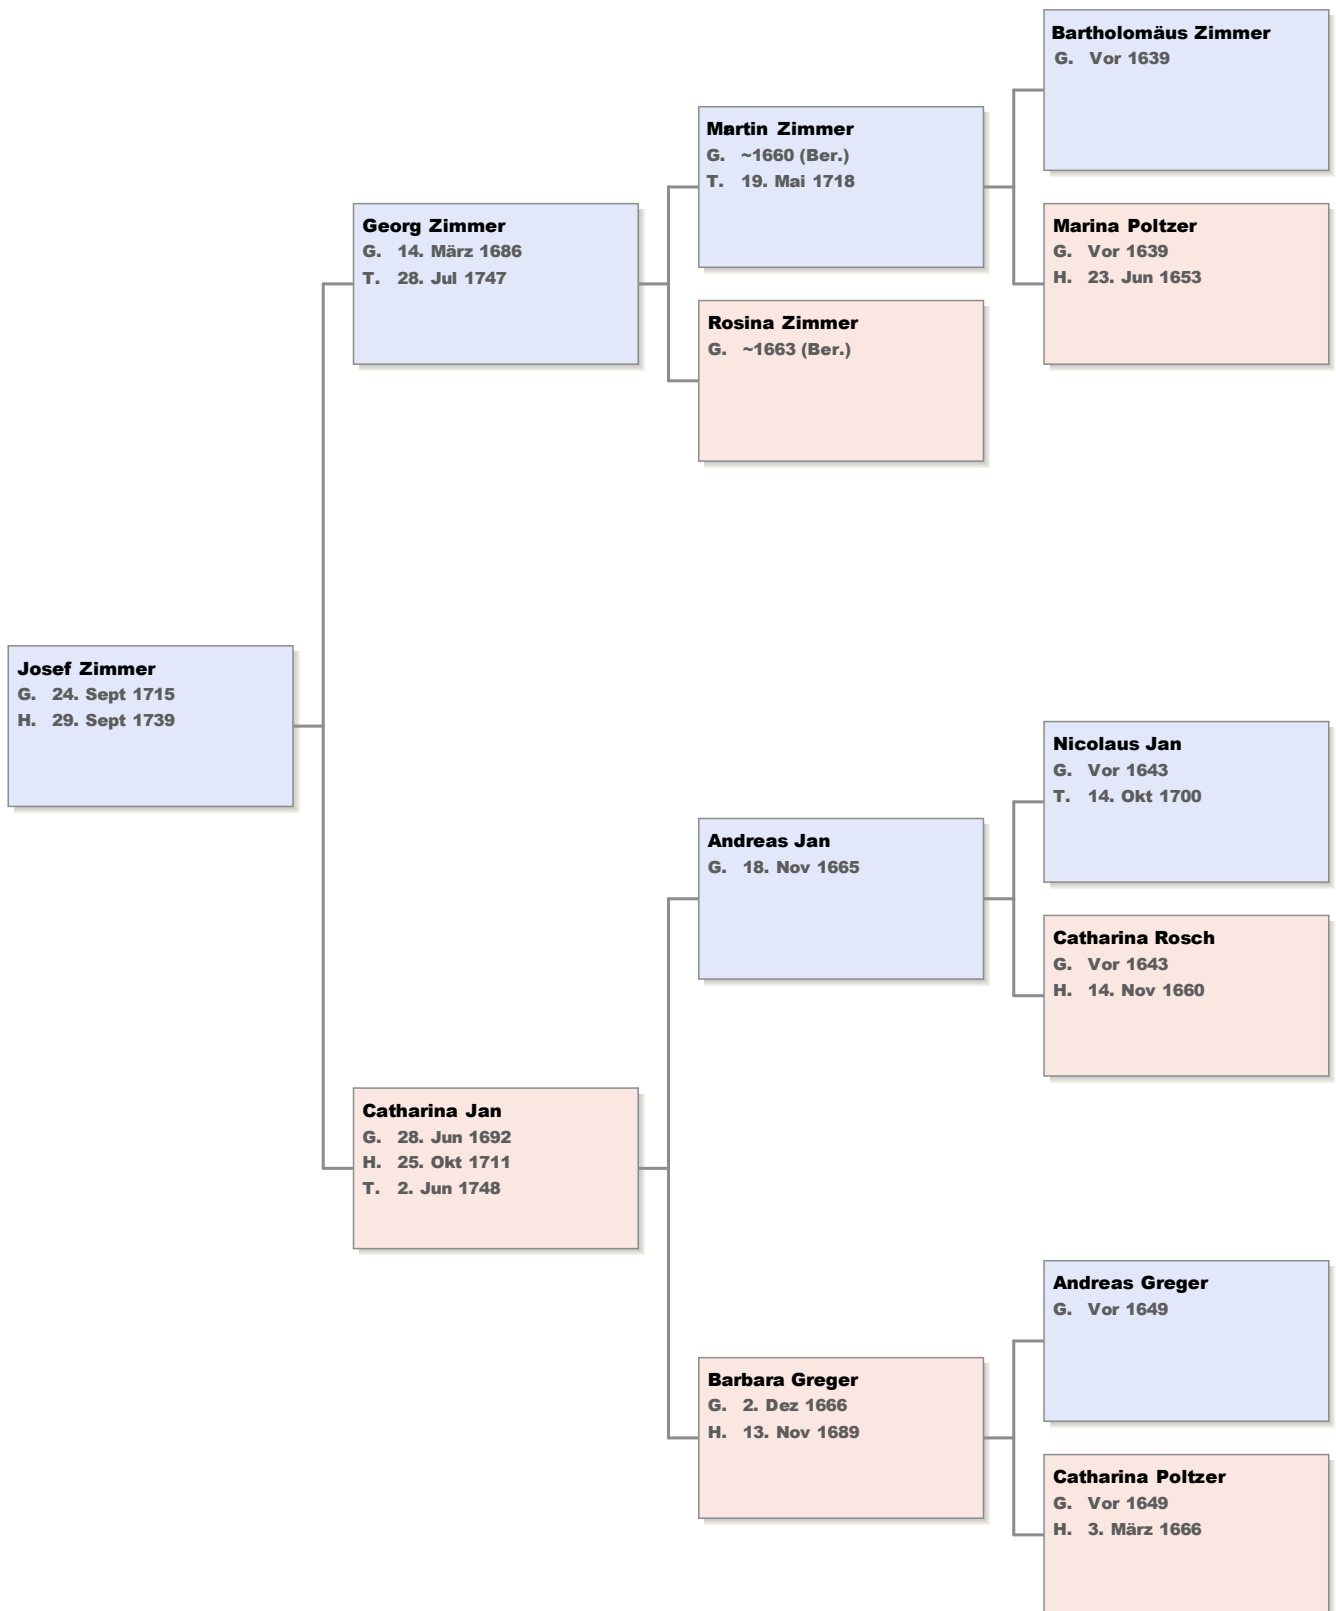 Bartholomäus Zimmer
G. Vor 1639
Martin Zimmer
G. ~1660 (Ber.)
T. 19. Mai 1718
Georg Zimmer
G. 14. März 1686
T. 28. Jul 1747
Marina Poltzer
G. Vor 1639
H. 23. Jun 1653
Rosina Zimmer
G. ~1663 (Ber.)
Josef Zimmer
G. 24. Sept 1715
H. 29. Sept 1739
Nicolaus Jan
G. Vor 1643
T. 14. Okt 1700
Andreas Jan
G. 18. Nov 1665
Catharina Rosch
G. Vor 1643
H. 14. Nov 1660
Catharina Jan
G. 28. Jun 1692
H. 25. Okt 1711
T. 2. Jun 1748
Andreas Greger
G. Vor 1649
Barbara Greger
G. 2. Dez 1666
H. 13. Nov 1689
Catharina Poltzer
G. Vor 1649
H. 3. März 1666